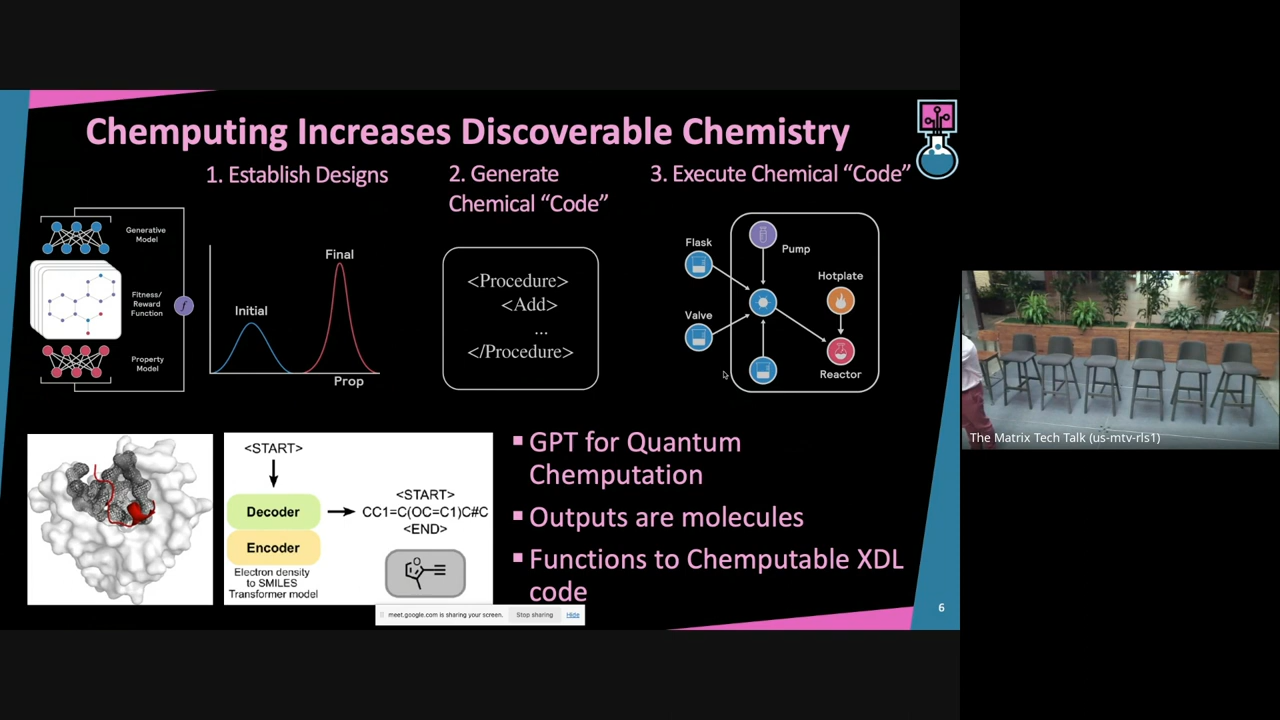 Chemputing Increases Discoverable Chemistry
1. Establish Designs
2. Generate
Chemical “Code”
3. Execute Chemical “Code”
Generative
Model
Fitness/
Reward
Function
f
Property
Model
Initial
Final
Prop
<Procedure>
<Add>
...
</Procedure>
Flask
Pump
Hotplate
Valve
Reactor
<START>
Decoder
Encoder
Electron density
to SMILES
Transformer model
<START>
CC1=C(OC=C1)C#C
<END>
O
▪ GPT for Quantum
Chemputation
▪ Outputs are molecules
▪ Functions to Chemputable XDL
code
meet.google.com is sharing your screen.
Stop sharing
Hide
6
The Matrix Tech Talk (us-mtv-rls1)